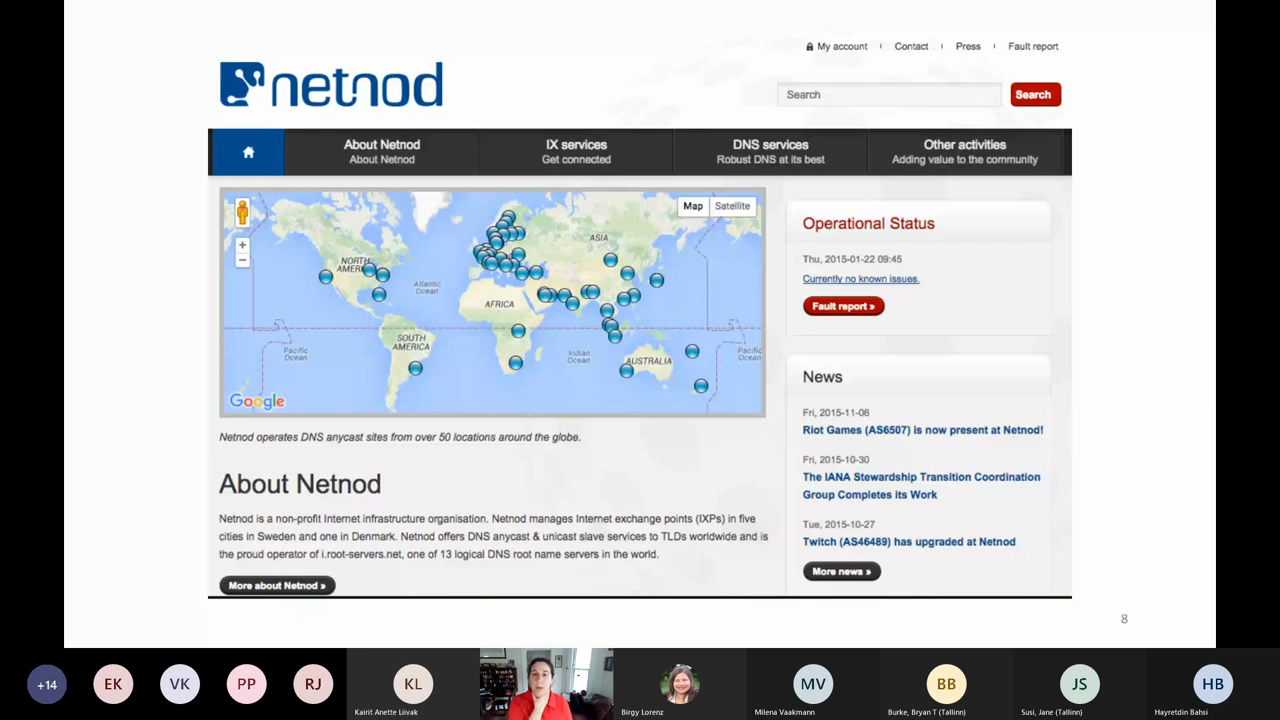 My account
Contact
Press
Fault report
netnod
Search
Search
About Netnod
About Netnod
IX services
Get connected
DNS services
Robust DNS at its best
Other activities
Adding value to the community
Map
Satellite
+
−
NORTH
AMERICA
Atlantic
Ocean
ASIA
AFRICA
SOUTH
AMERICA
Pacific
Ocean
Indian
Ocean
AUSTRALIA
Pacific
Ocean
Google
Netnod operates DNS anycast sites from over 50 locations around the globe.
About Netnod
Netnod is a non-profit Internet infrastructure organisation. Netnod manages Internet exchange points (IXPs) in five
cities in Sweden and one in Denmark. Netnod offers DNS anycast & unicast slave services to TLDs worldwide and is
the proud operator of i.root-servers.net, one of 13 logical DNS root name servers in the world.
More about Netnod »
Operational Status
Thu, 2015-01-22 09:45
Currently no known issues.
Fault report »
News
Fri, 2015-11-06
Riot Games (AS6507) is now present at Netnod!
Fri, 2015-10-30
The IANA Stewardship Transition Coordination
Group Completes its Work
Tue, 2015-10-27
Twitch (AS46489) has upgraded at Netnod
More news »
8
+14
EK
VK
PP
RJ
KL
Kairit Anette Liivak
Birgy Lorenz
MV
Milena Vaakmann
BB
Burke, Bryan T (Tallinn)
JS
Susi, Jane (Tallinn)
HB
Hayretdin Bahsi